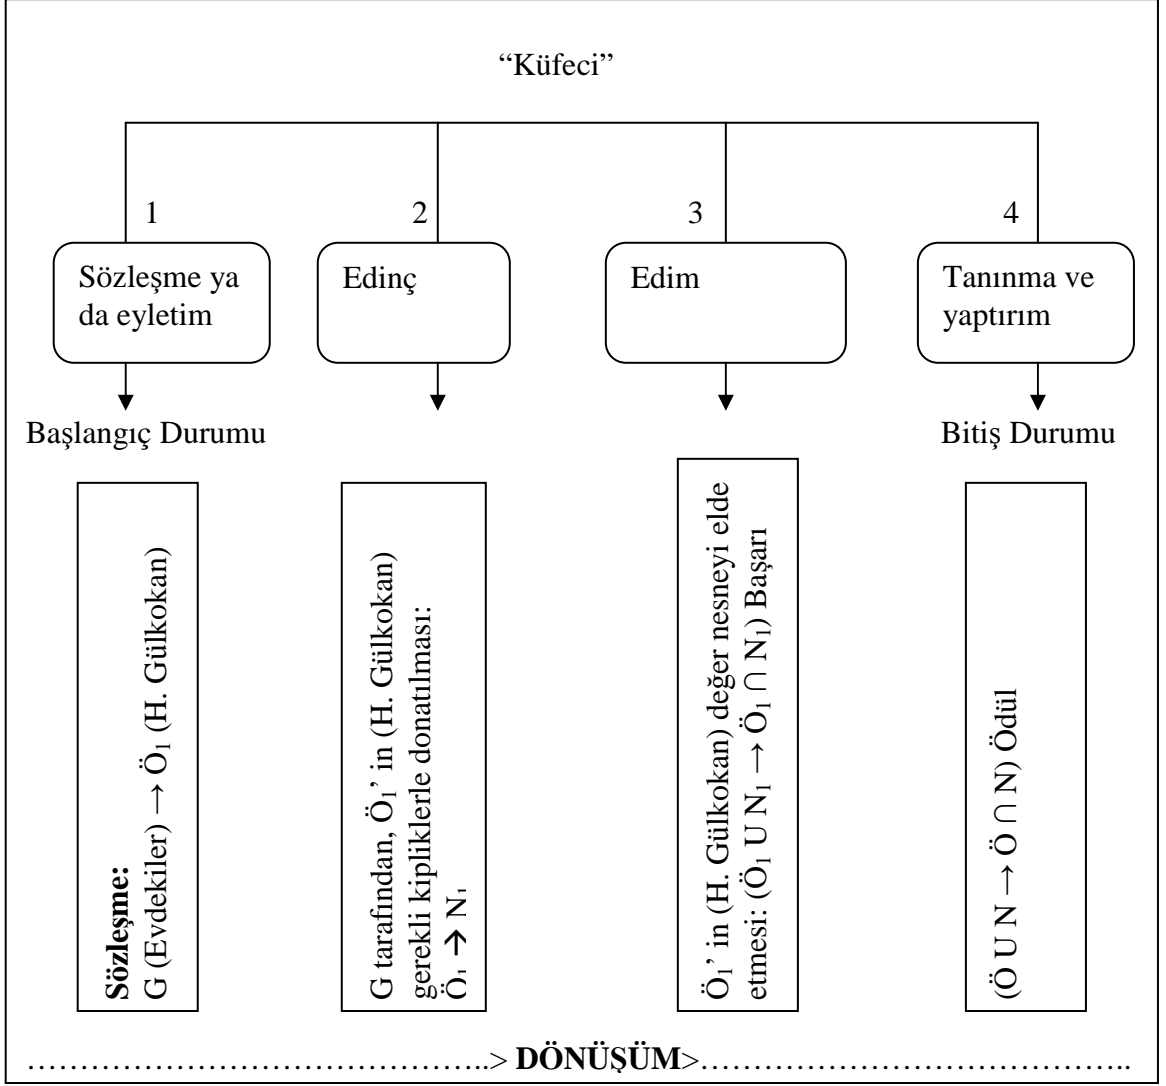 “Küfeci”
1
2
3
4
Sözleşme ya
da eyletim
Edinç
Edim
Tanınma ve
yaptırım
Başlangıç Durumu
Bitiş Durumu
Sözleşme:
G (Evdekiler) → Ö₁ (H. Gülkokan)
G tarafından, Ö₁’ in (H. Gülkokan)
gerekli kipliklerle donatılması:
Ö₁ → N₁
Ö₁’ in (H. Gülkokan) değer nesneyi elde
etmesi: (Ö₁ U N₁ → Ö₁ ∩ N₁) Başarı
(Ö U N → Ö ∩ N) Ödül
……………………………………..> DÖNÜŞÜM>…………………………………..